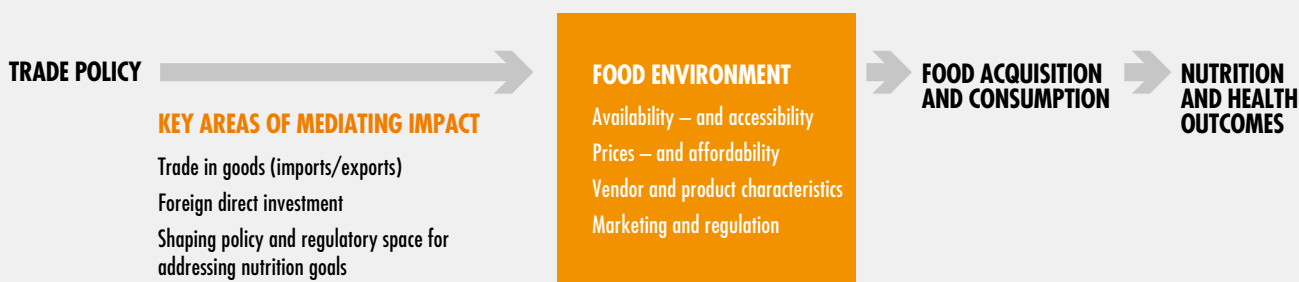 TRADE POLICY
KEY AREAS OF MEDIATING IMPACT
Trade in goods (imports/exports)
Foreign direct investment
Shaping policy and regulatory space for
addressing nutrition goals
FOOD ENVIRONMENT
Availability – and accessibility
Prices – and affordability
Vendor and product characteristics
Marketing and regulation
FOOD ACQUISITION
AND CONSUMPTION
NUTRITION
AND HEALTH
OUTCOMES